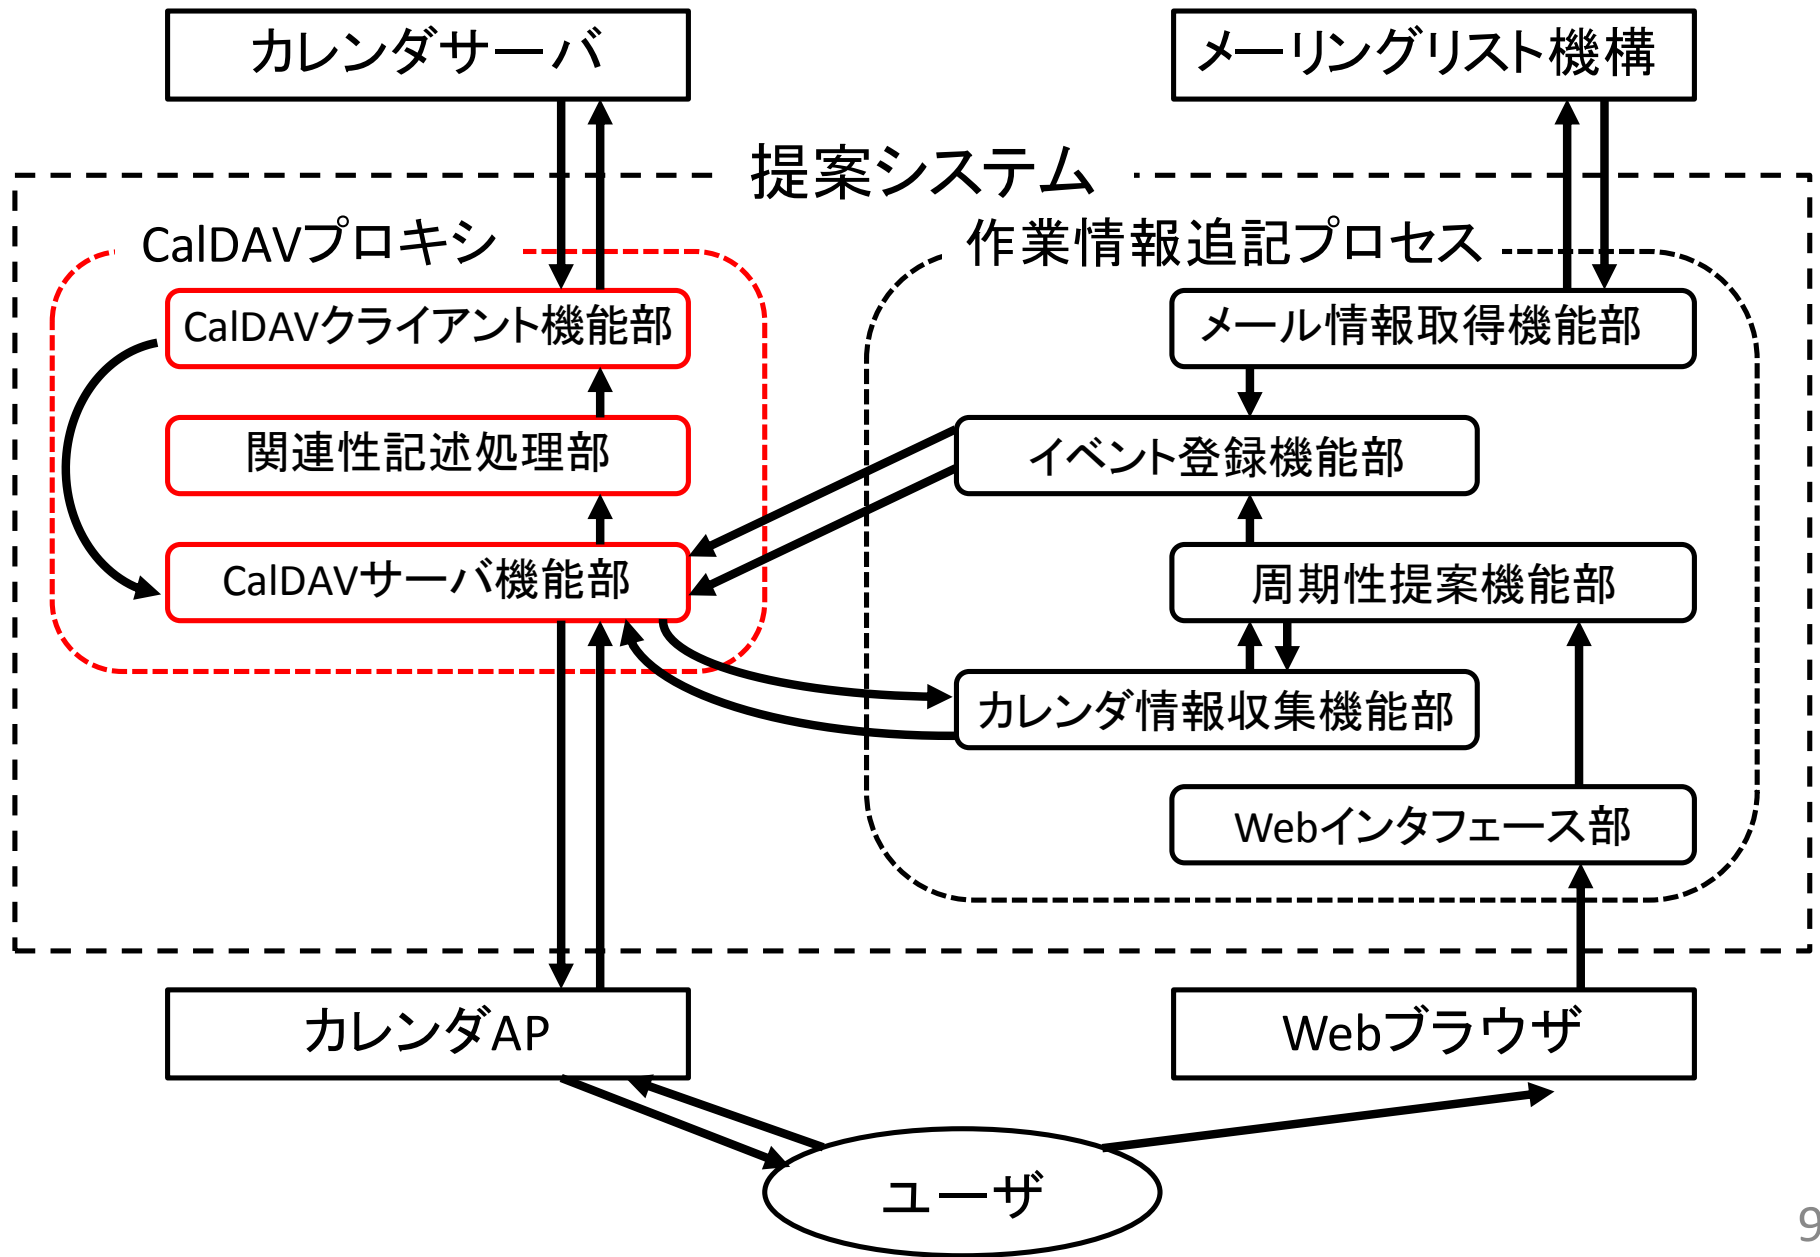 カレンダサーバ
メーリングリスト機構
提案システム
CalDAVプロキシ
作業情報追記プロセス
CalDAVクライアント機能部
メール情報取得機能部
関連性記述処理部
イベント登録機能部
CalDAVサーバ機能部
周期性提案機能部
カレンダ情報収集機能部
Webインタフェース部
カレンダAP
Webブラウザ
ユーザ
9